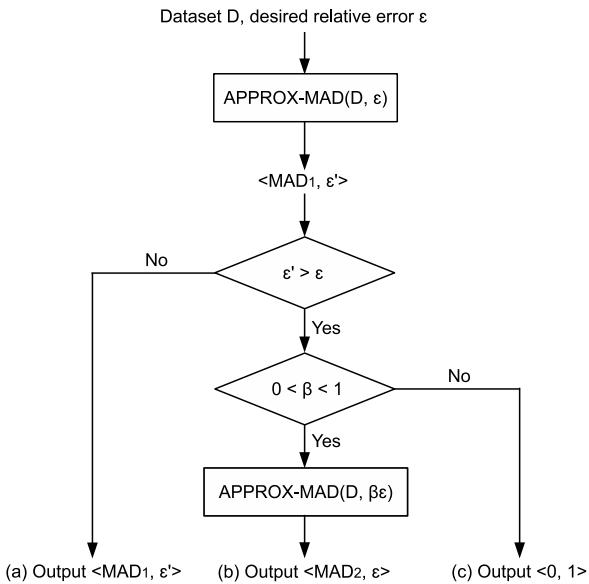 Dataset D, desired relative error ε
APPROX-MAD(D, ε)
<MAD₁, ε'>
ε' > ε
No
Yes
0 < β < 1
No
Yes
APPROX-MAD(D, βε)
(a) Output <MAD₁, ε'>
(b) Output <MAD₂, ε>
(c) Output <0, 1>